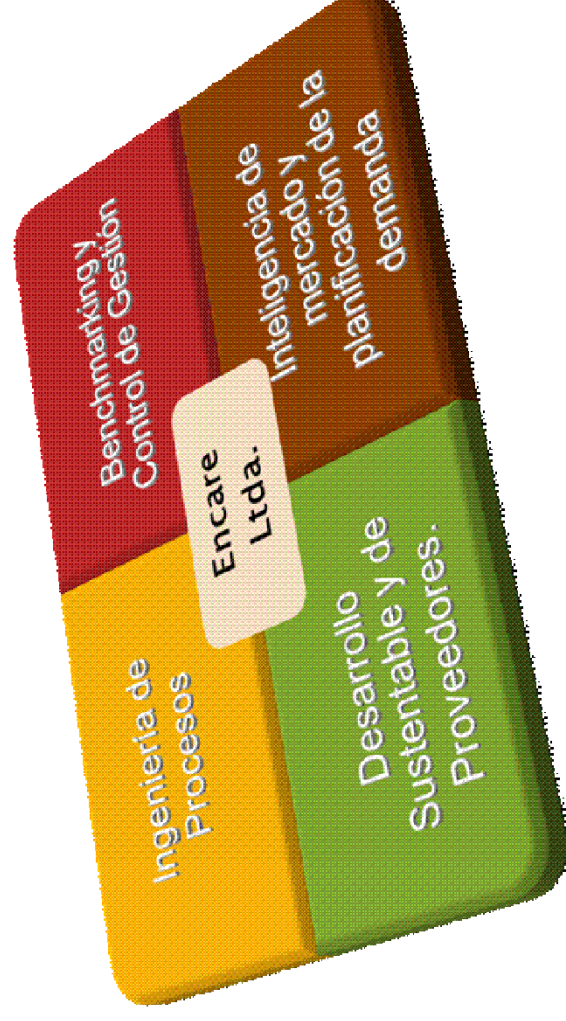 Ingeniería de
Procesos
Benchmarking y
Control de Gestión
Encare
Ltda.
Desarrollo
Sustentable y de
Proveedores.
Inteligencia de
mercado y
planificación de la
demanda